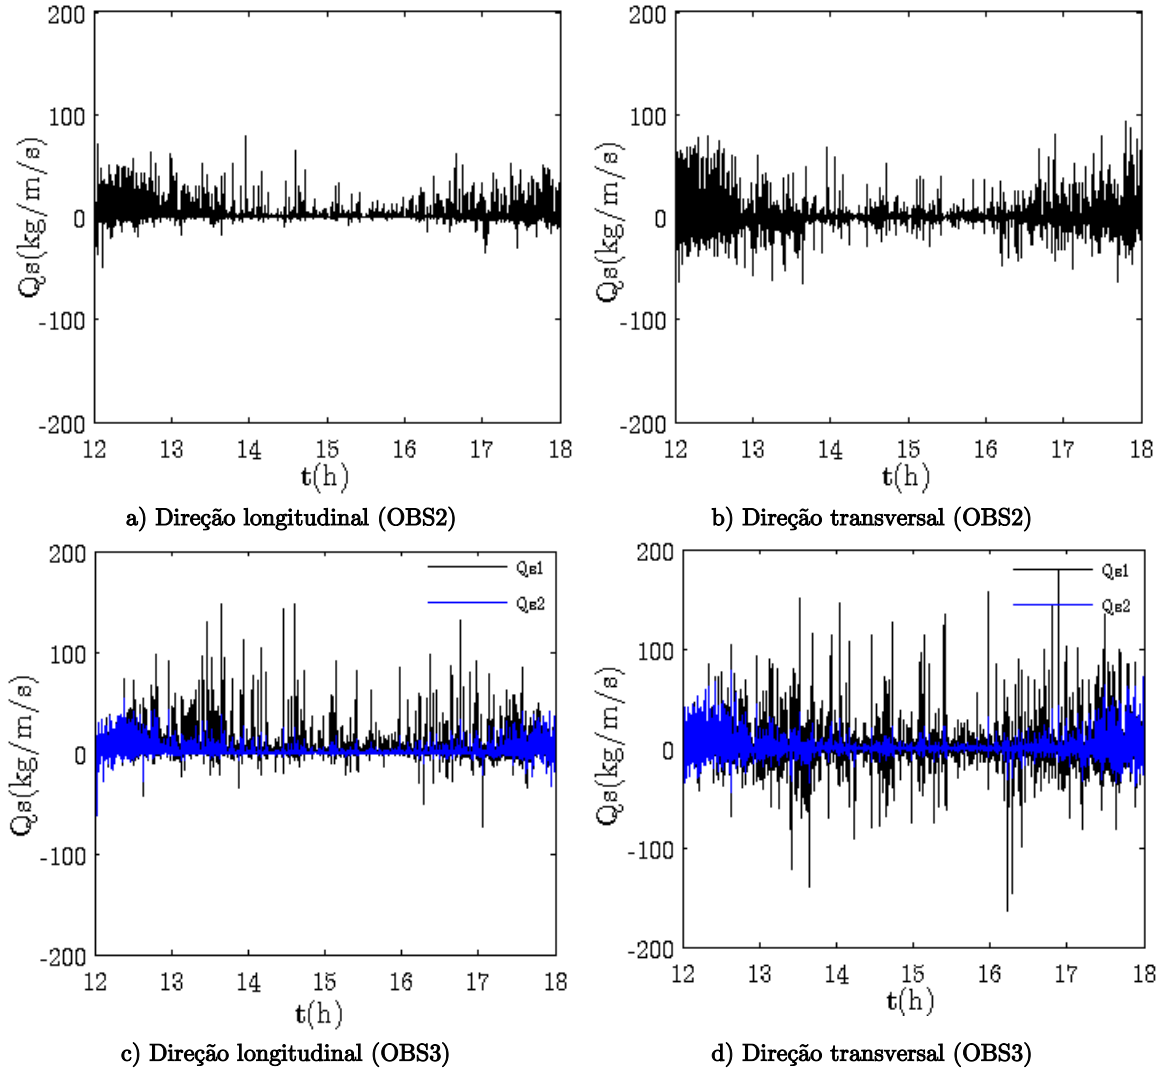 200
100
0
-100
-200
Qs(kg/m/s)
12 13 14 15 16 17 18
t(h)
a) Direção longitudinal (OBS2)
200
100
0
-100
-200
Qs(kg/m/s)
12 13 14 15 16 17 18
t(h)
b) Direção transversal (OBS2)
200
100
0
-100
-200
Qs(kg/m/s)
Qs1
Qs2
12 13 14 15 16 17 18
t(h)
c) Direção longitudinal (OBS3)
200
100
0
-100
-200
Qs(kg/m/s)
Qs1
Qs2
12 13 14 15 16 17 18
t(h)
d) Direção transversal (OBS3)